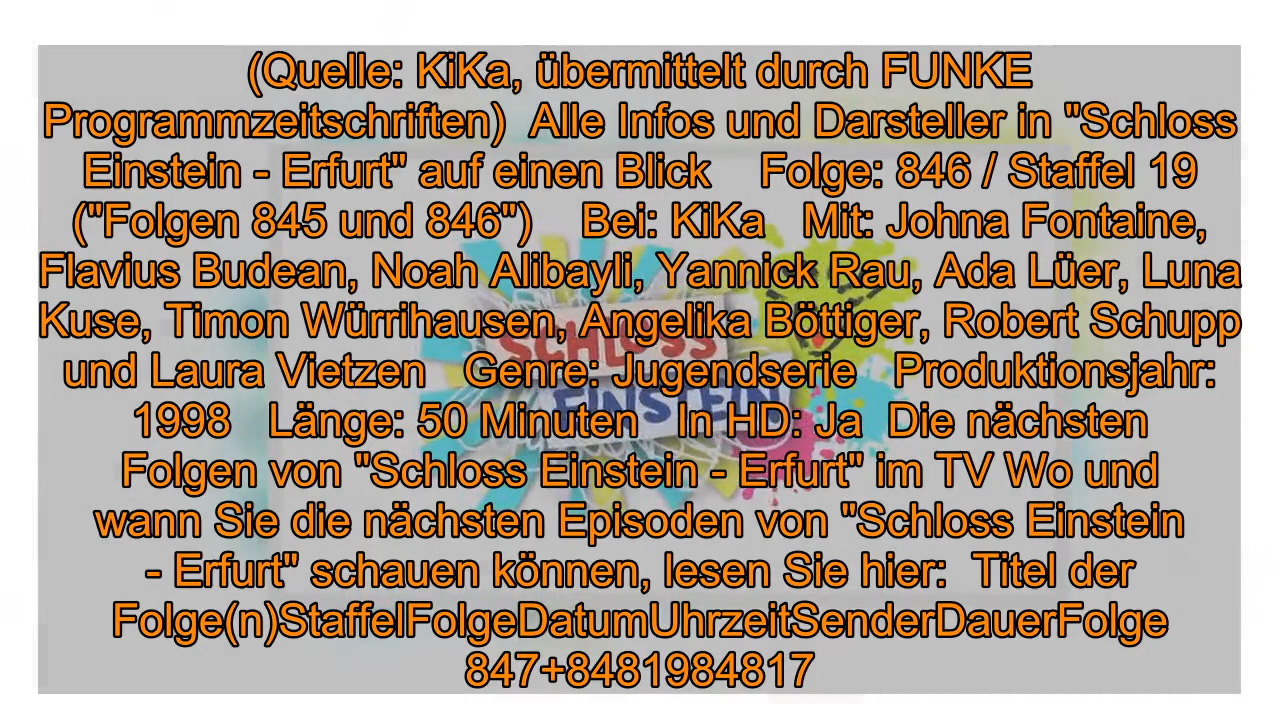 (Quelle: KiKa, übermittelt durch FUNKE
Programmzeitschriften)  Alle Infos und Darsteller in "Schloss
Einstein - Erfurt" auf einen Blick    Folge: 846 / Staffel 19
("Folgen 845 und 846")    Bei: KiKa   Mit: Johna Fontaine,
Flavius Budean, Noah Alibayli, Yannick Rau, Ada Lüer, Luna
Kuse, Timon Würrihausen, Angelika Böttiger, Robert Schupp
SCHLOSS
und Laura Vietzen   Genre: Jugendserie   Produktionsjahr:
EINSTEIN
1998   Länge: 50 Minuten   In HD: Ja  Die nächsten
Folgen von "Schloss Einstein - Erfurt" im TV Wo und
wann Sie die nächsten Episoden von "Schloss Einstein
- Erfurt" schauen können, lesen Sie hier:  Titel der
Folge(n)StaffelFolgeDatumUhrzeitSenderDauerFolge
847+8481984817